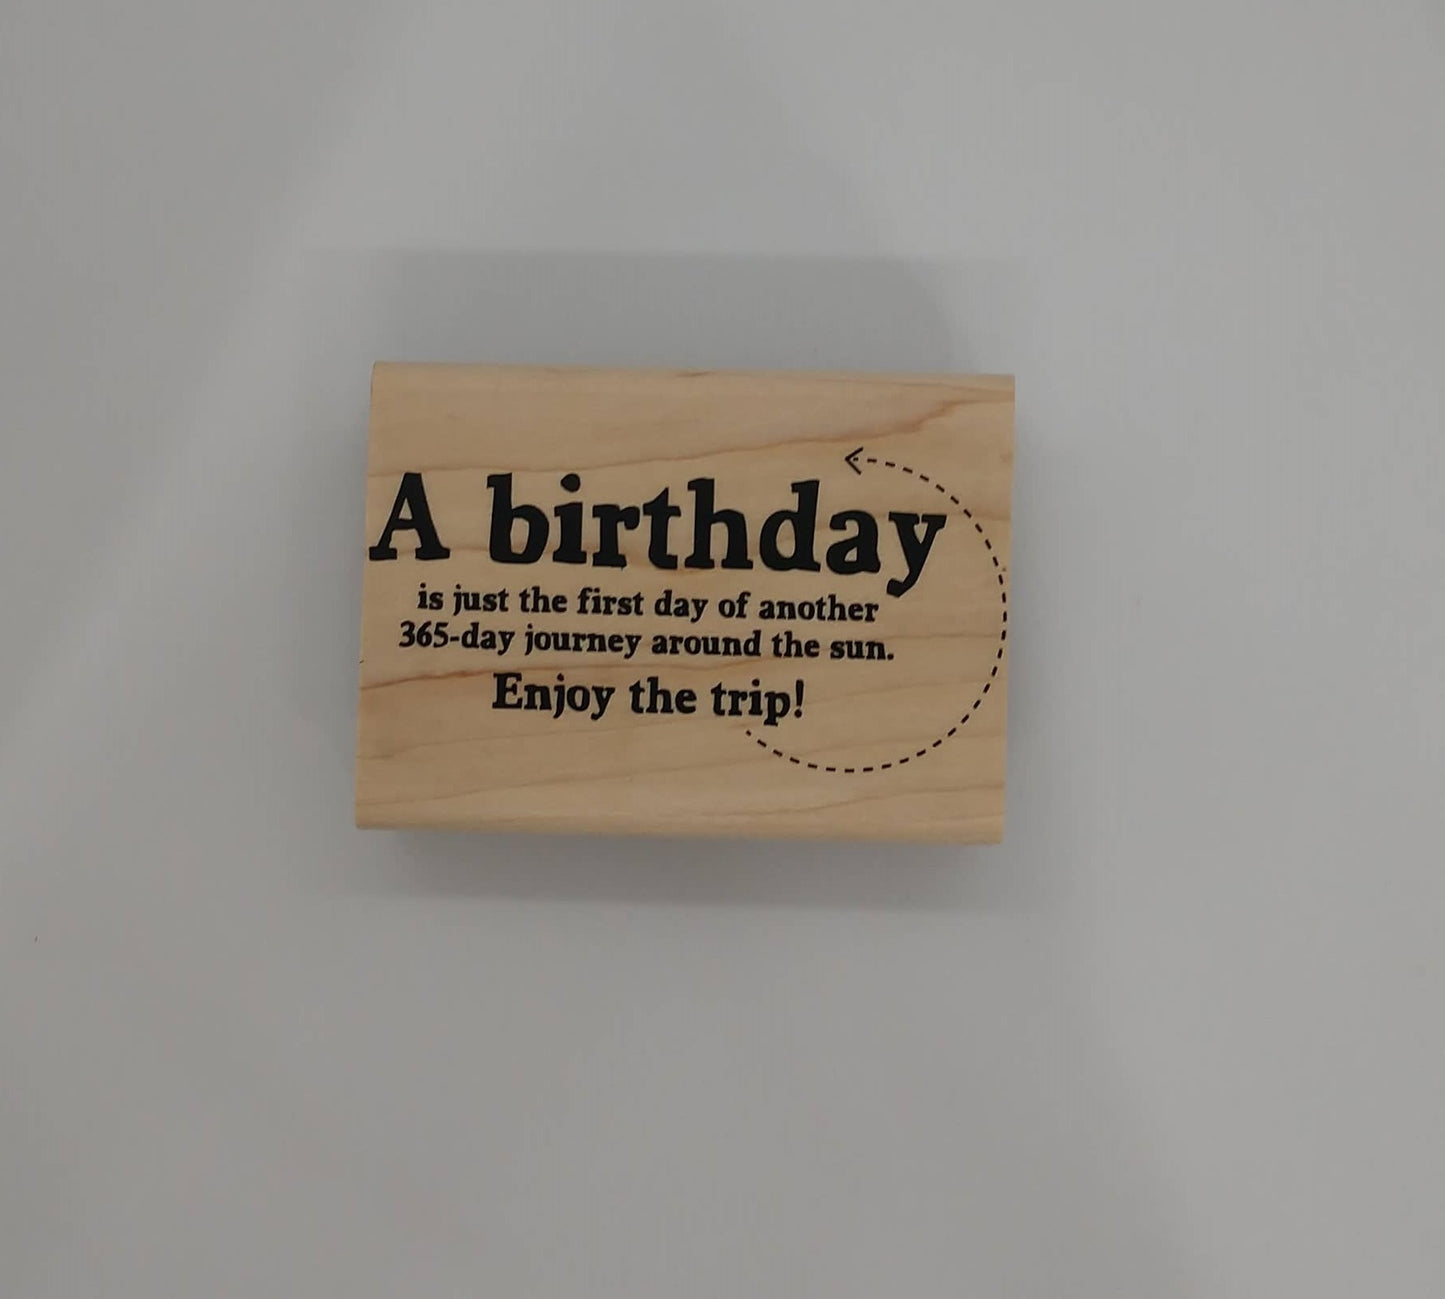 A birthday
is just the first day of another
365-day journey around the sun.
Enjoy the trip!